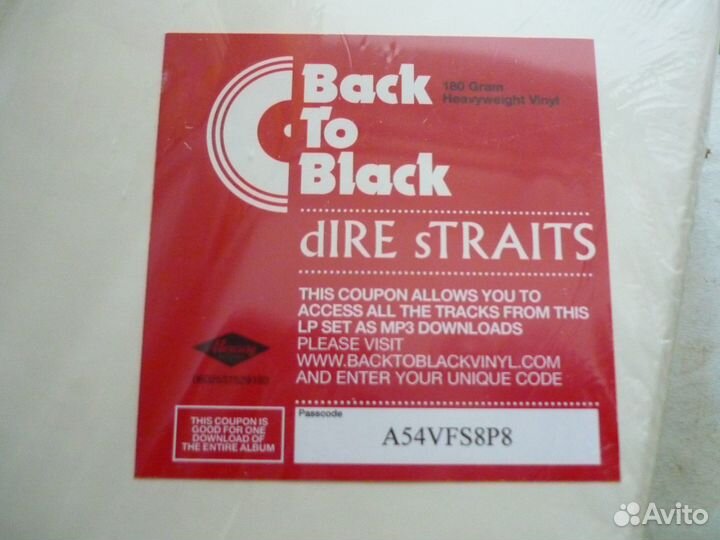 Back
To
Black
180 Gram
Heavyweight Vinyl
dIRE sTRAITS
THIS COUPON ALLOWS YOU TO
ACCESS ALL THE TRACKS FROM THIS
LP SET AS MP3 DOWNLOADS
PLEASE VISIT
WWW.BACKTOBLACKVINYL.COM
AND ENTER YOUR UNIQUE CODE
Mercury
THIS COUPON IS
GOOD FOR ONE
DOWNLOAD OF
THE ENTIRE ALBUM
Passcode
A54VFS8P8
Avito